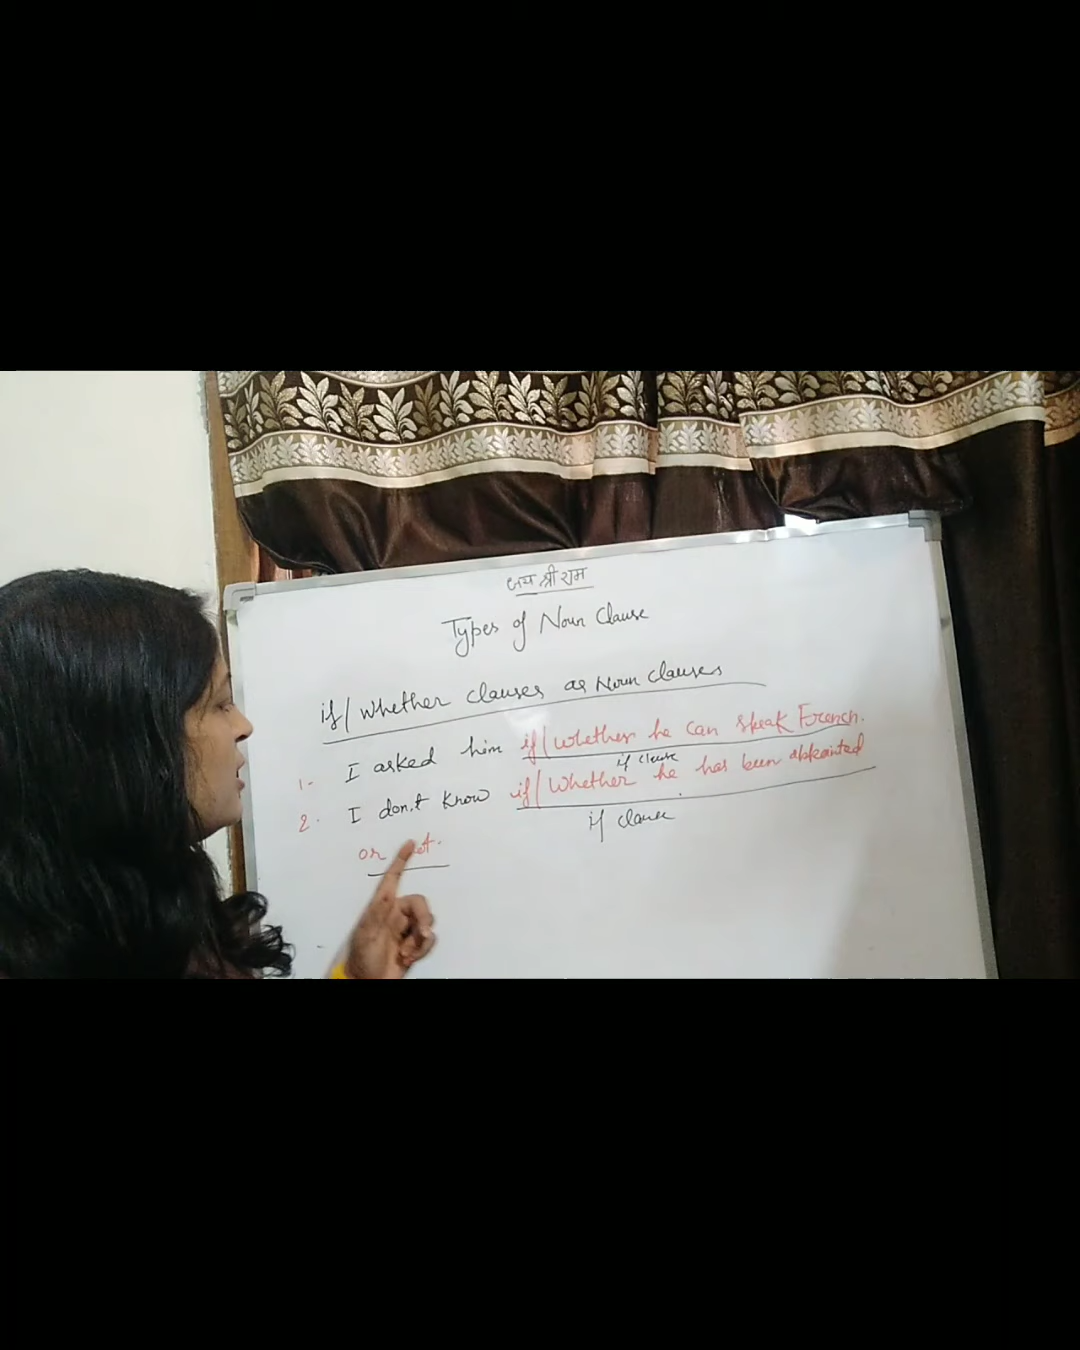 जय श्री राम
Types of Noun Clause
if/whether clauses as Noun clauses
1- I asked him if/whether he can speak French.
if clause
2. I don't know if/whether he has been appointed
if clause
or not.